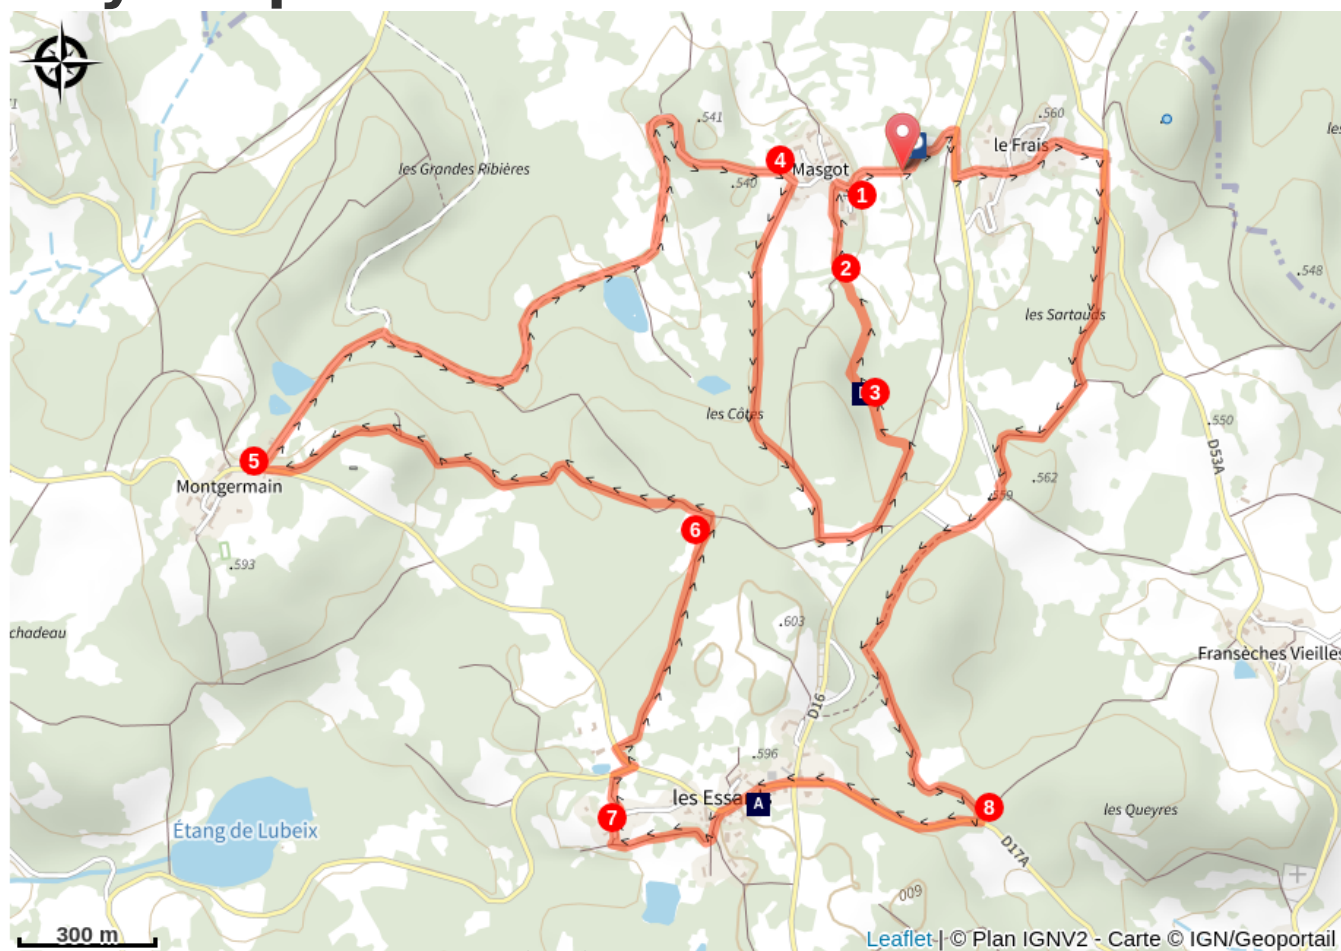 .541
.560
le Frais
les Grandes Ribières
4
Masgot
.540
1
2
.548
les Sartauds
3
les Côtes
.550
D53A
5
Montgermain
.562
559
6
.593
chadeau
.603
Fransèches Vieilles
D16
.596
les Essa
A
8
7
les Queyres
Étang de Lubeix
D17A
600
300 m
Leaflet | © Plan IGNV2 - Carte © IGN/Geoportail